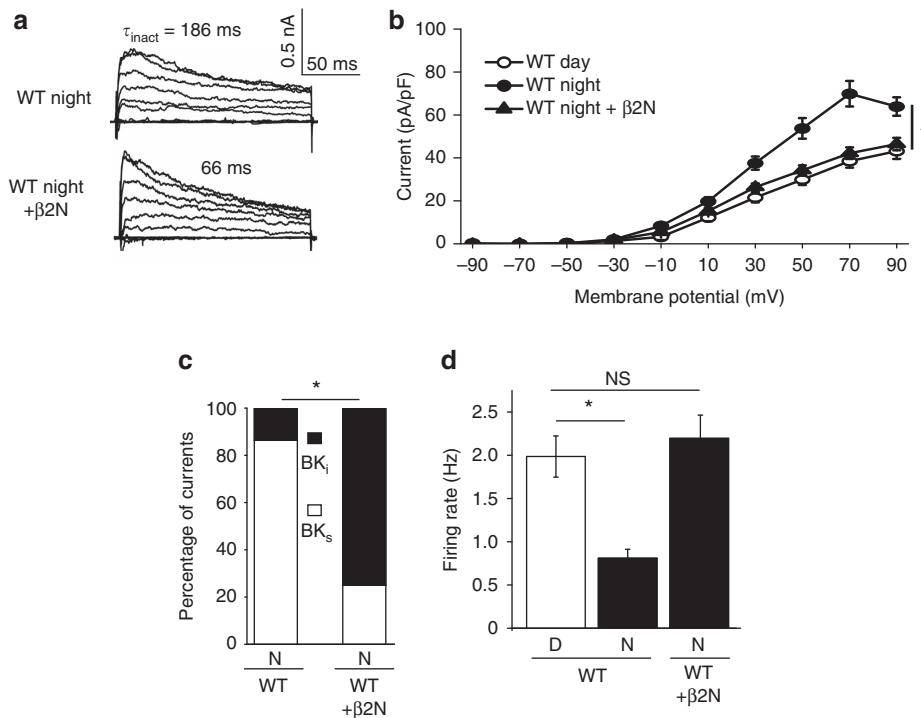 a
τinact = 186 ms
0.5 nA
50 ms
WT night
66 ms
WT night
+β2N
b
WT day
WT night
WT night + β2N
Current (pA/pF)
80
60
40
20
0
–90 –70 –50 –30 –10 10 30 50 70 90
Membrane potential (mV)
*
c
*
Percentage of currents
100
80
60
40
20
0
BKi
BKs
N N
WT WT
+β2N
d
NS
*
Firing rate (Hz)
2.5
2.0
1.5
1.0
0.5
0
D N N
WT WT
+β2N